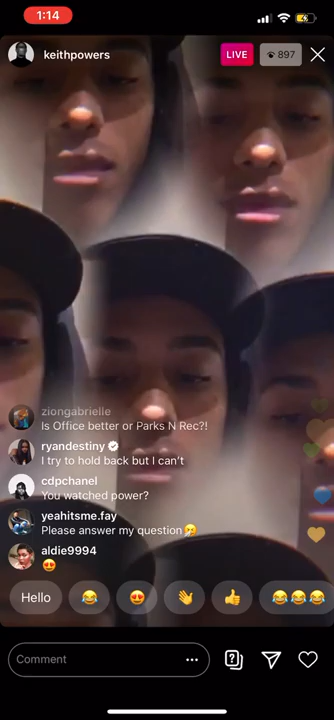 1:14
keithpowers
LIVE
897
ziongabrielle
Is Office better or Parks N Rec?!
ryandestiny
I try to hold back but I can't
cdpchanel
You watched power?
yeahitsme.fay
Please answer my question
aldie9994
Hello
Comment